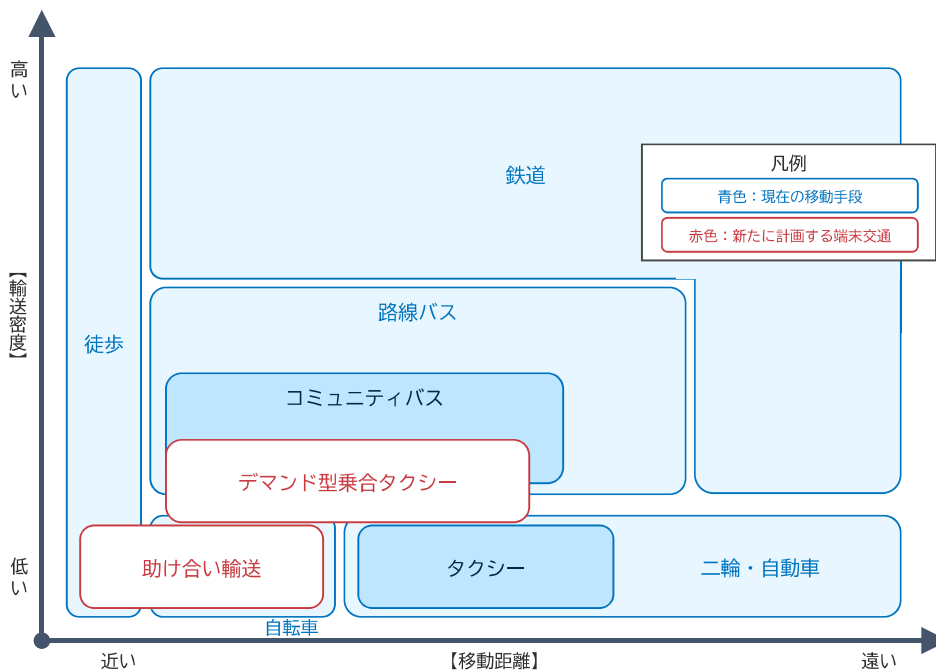 高い
鉄道
凡例
青色：現在の移動手段
赤色：新たに計画する端末交通
【輸送密度】
路線バス
徒歩
コミュニティバス
デマンド型乗合タクシー
低い
助け合い輸送
タクシー
二輪・自動車
自転車
近い
【移動距離】
遠い